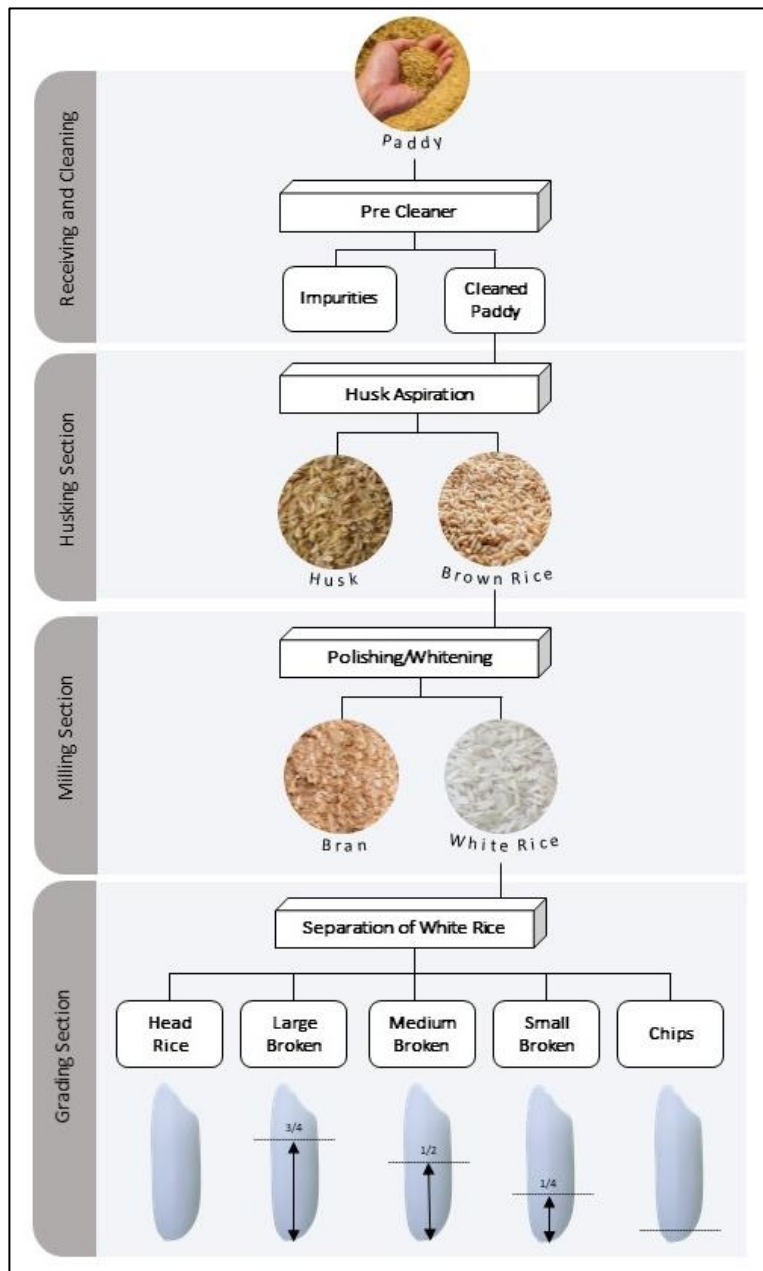 Receiving and Cleaning
Paddy
Pre Cleaner
Impurities
Cleaned
Paddy
Husking Section
Husk Aspiration
Husk
Brown Rice
Milling Section
Polishing/Whitening
Bran
White Rice
Grading Section
Separation of White Rice
Head
Rice
Large
Broken
Medium
Broken
Small
Broken
Chips
3/4
1/2
1/4